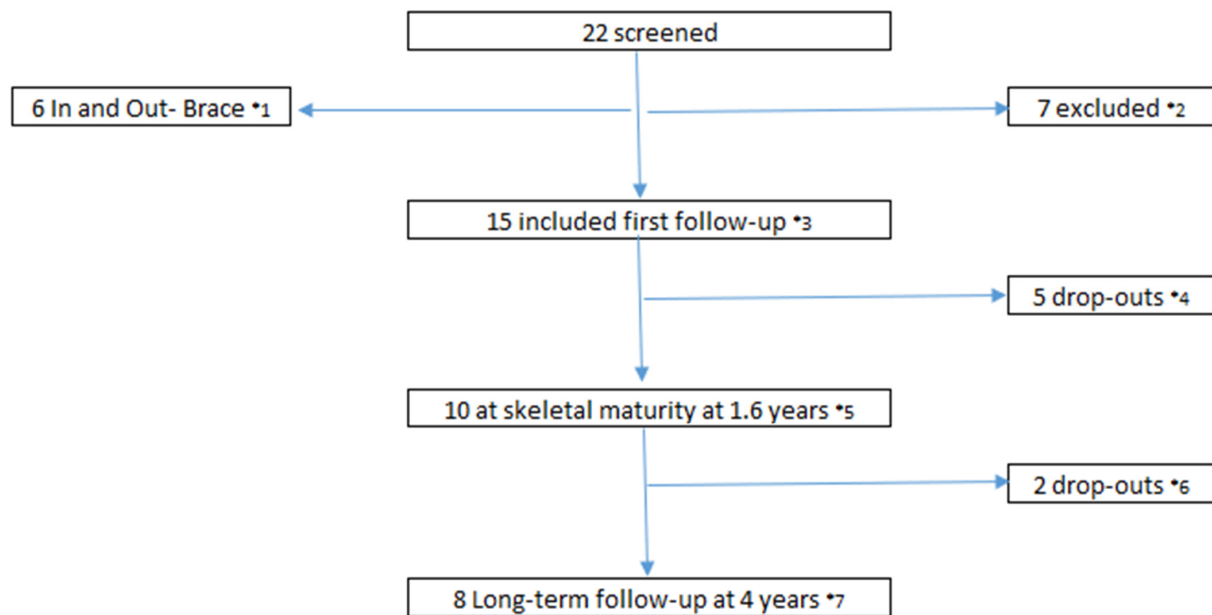 22 screened
6 In and Out- Brace *1
7 excluded *2
15 included first follow-up *3
5 drop-outs *4
10 at skeletal maturity at 1.6 years *5
2 drop-outs *6
8 Long-term follow-up at 4 years *7